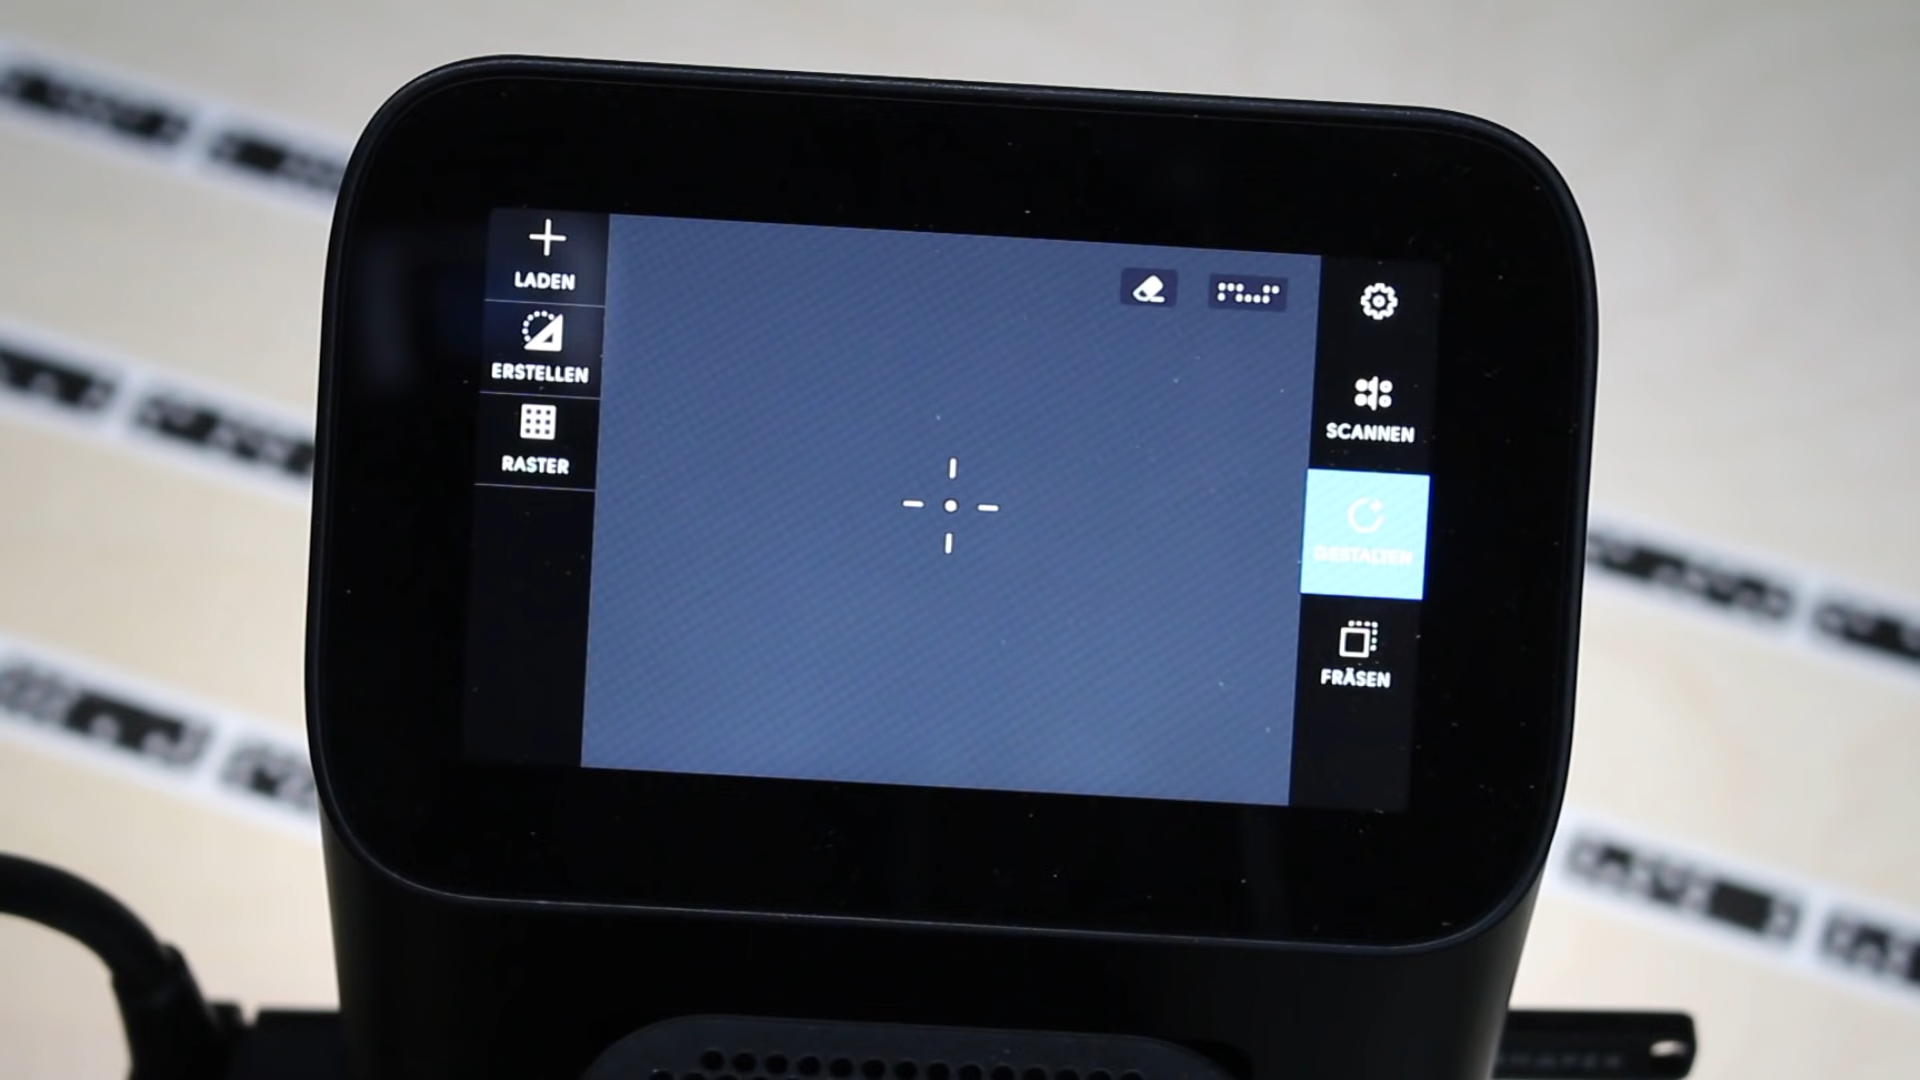 LADEN
ERSTELLEN
RASTER
SCANNEN
GESTALTEN
FRÄSEN